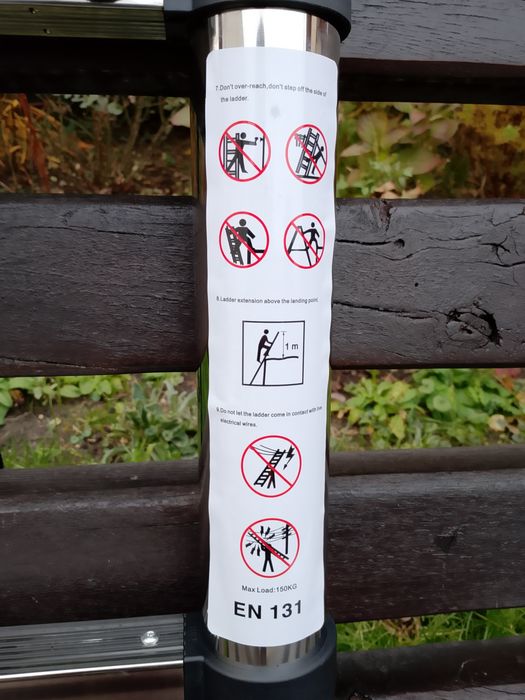 7.Don't over-reach,don't step off the side of
the ladder.
8.Ladder extension above the landing point.
1 m
9.Do not let the ladder come in contact with live
electrical wires.
Max Load:150KG
EN 131